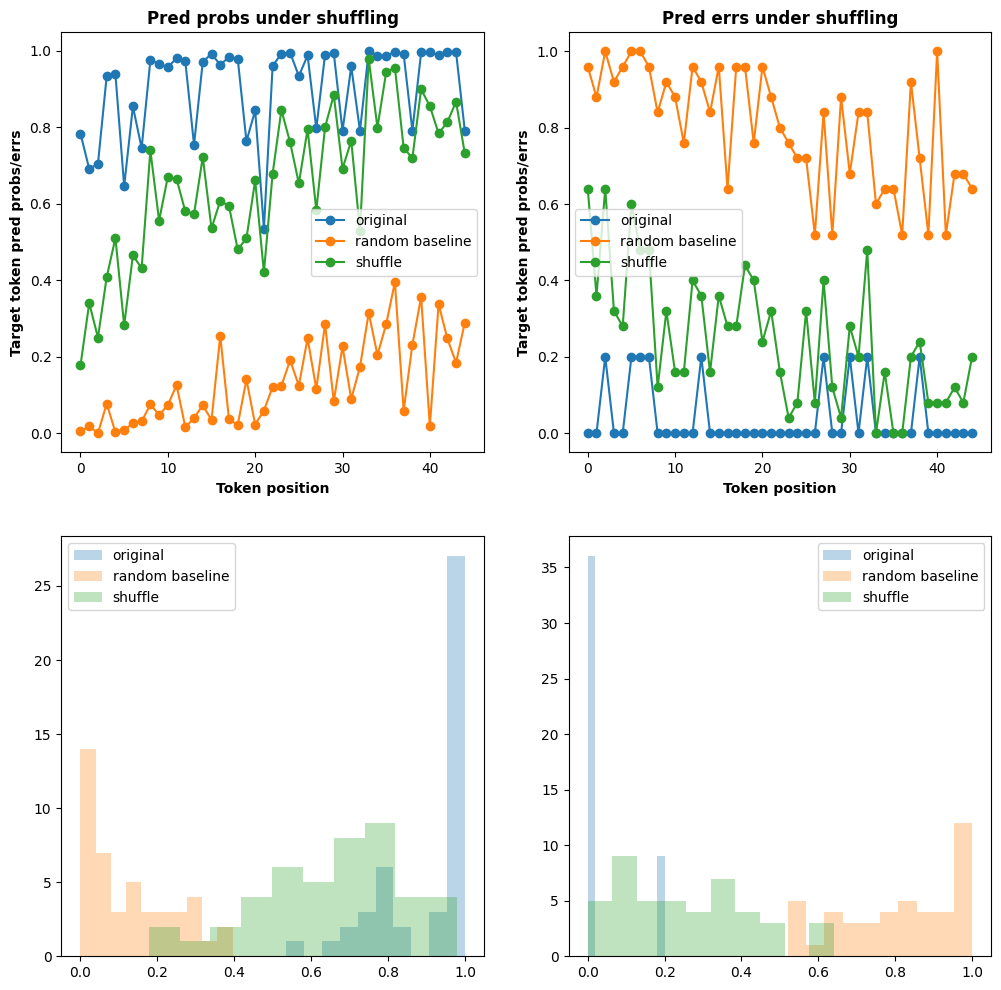 Pred probs under shuffling
Target token pred probs/errs
1.0
0.8
0.6
0.4
0.2
0.0
original
random baseline
shuffle
0
10
20
30
40
Token position
Pred errs under shuffling
Target token pred probs/errs
1.0
0.8
0.6
0.4
0.2
0.0
original
random baseline
shuffle
0
10
20
30
40
Token position
original
random baseline
shuffle
25
20
15
10
5
0
0.0
0.2
0.4
0.6
0.8
1.0
original
random baseline
shuffle
35
30
25
20
15
10
5
0
0.0
0.2
0.4
0.6
0.8
1.0